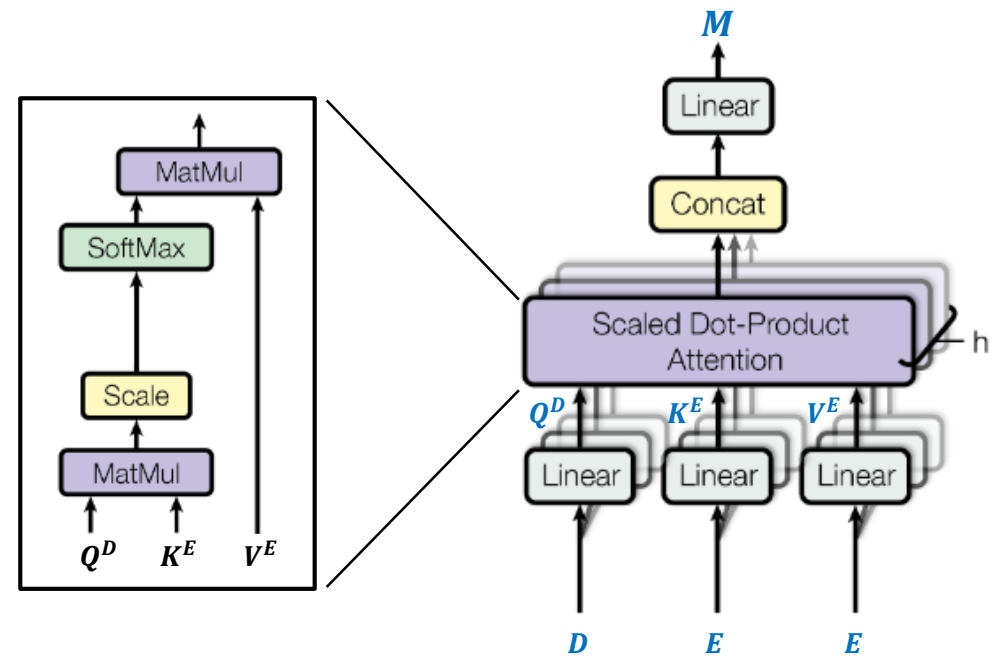 M
Linear
Concat
Scaled Dot-Product
Attention
h
Q^D K^E V^E
Linear Linear Linear
D E E
MatMul
SoftMax
Scale
MatMul
Q^D K^E V^E